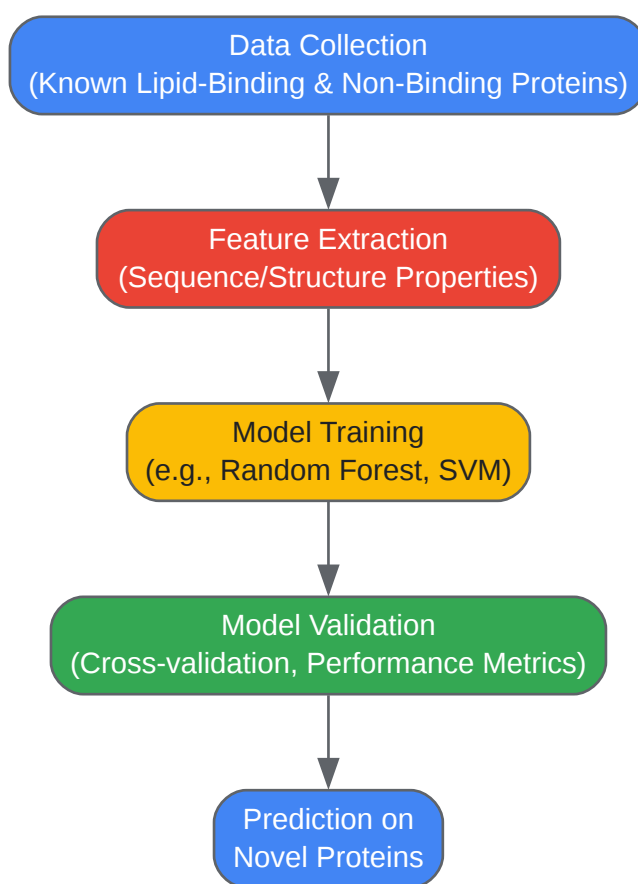 Data Collection
(Known Lipid-Binding & Non-Binding Proteins)
Feature Extraction
(Sequence/Structure Properties)
Model Training
(e.g., Random Forest, SVM)
Model Validation
(Cross-validation, Performance Metrics)
Prediction on
Novel Proteins